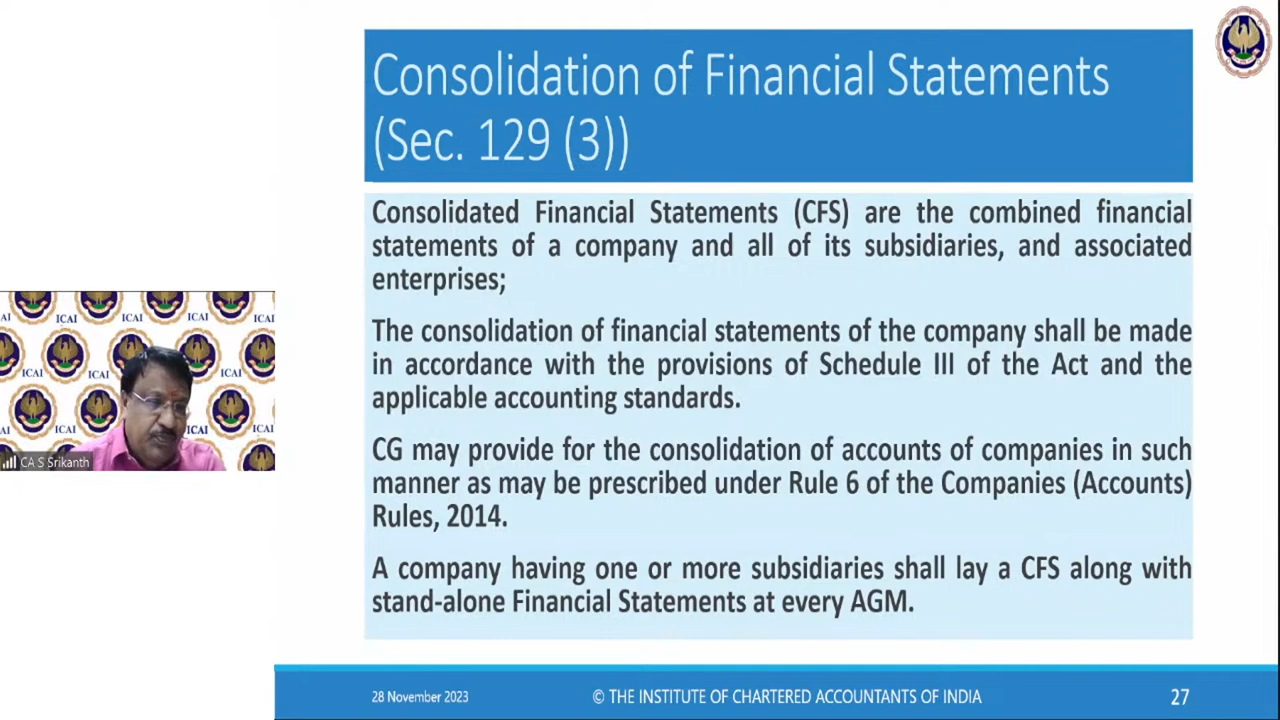 Consolidation of Financial Statements
(Sec. 129 (3))
Consolidated Financial Statements (CFS) are the combined financial
statements of a company and all of its subsidiaries, and associated
enterprises;
The consolidation of financial statements of the company shall be made
in accordance with the provisions of Schedule III of the Act and the
applicable accounting standards.
CG may provide for the consolidation of accounts of companies in such
manner as may be prescribed under Rule 6 of the Companies (Accounts)
Rules, 2014.
A company having one or more subsidiaries shall lay a CFS along with
stand-alone Financial Statements at every AGM.
ICAI ICAI ICAI ICAI
ICAI
ICAI
CA S Srikanth
28 November 2023
© THE INSTITUTE OF CHARTERED ACCOUNTANTS OF INDIA
27